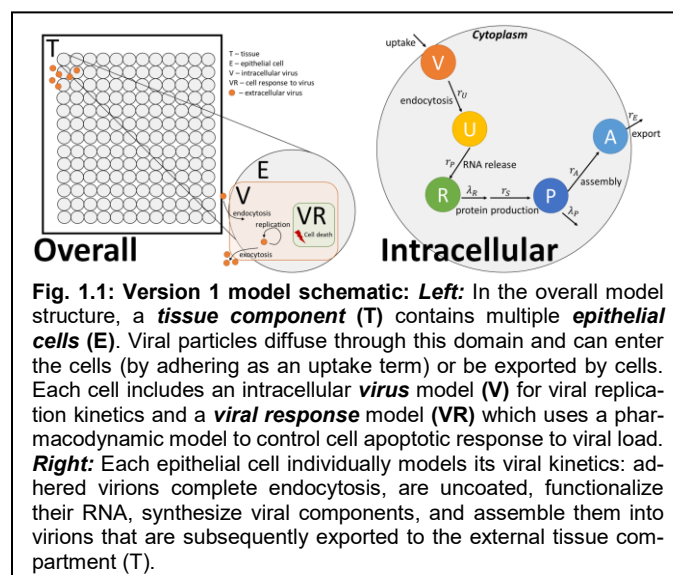 T
T – tissue
E – epithelial cell
V – intracellular virus
VR – cell response to virus
– extracellular virus
E
V
endocytosis
replication
VR
Cell death
exocytosis
Overall
uptake
Cytoplasm
V
endocytosis
r_U
U
r_P
RNA release
R
λ_R
r_S
protein production
P
λ_P
r_A
assembly
A
r_E
export
Intracellular
Fig. 1.1: Version 1 model schematic: Left: In the overall model
structure, a tissue component (T) contains multiple epithelial
cells (E). Viral particles diffuse through this domain and can enter
the cells (by adhering as an uptake term) or be exported by cells.
Each cell includes an intracellular virus model (V) for viral replica-
tion kinetics and a viral response model (VR) which uses a phar-
macodynamic model to control cell apoptotic response to viral load.
Right: Each epithelial cell individually models its viral kinetics: ad-
hered virions complete endocytosis, are uncoated, functionalize
their RNA, synthesize viral components, and assemble them into
virions that are subsequently exported to the external tissue com-
partment (T).